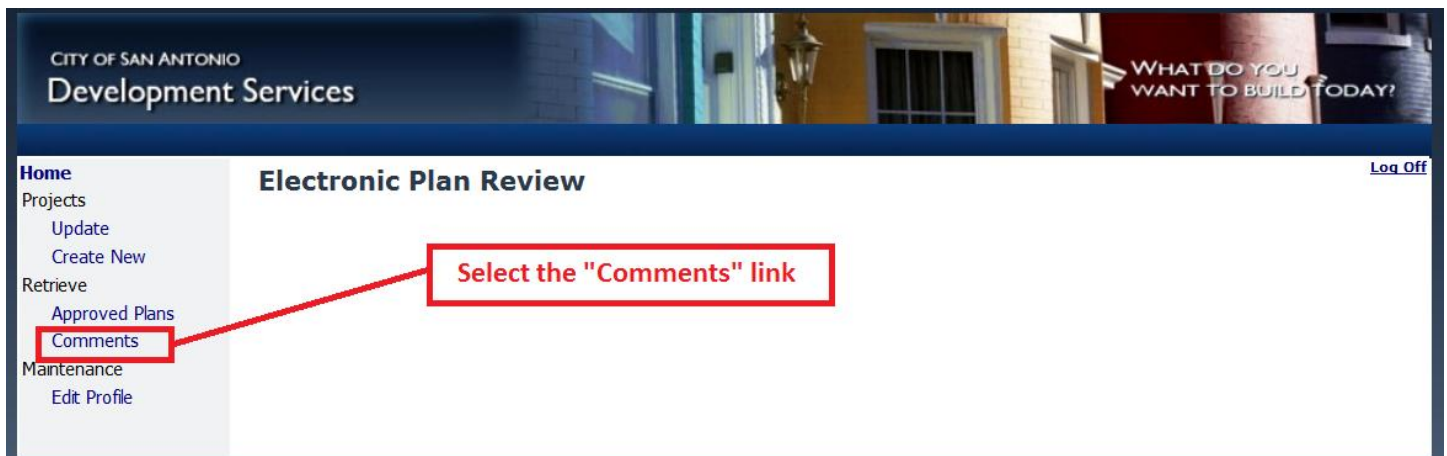 CITY OF SAN ANTONIO
Development Services
WHAT DO YOU
WANT TO BUILD TODAY?
Home
Projects
Update
Create New
Retrieve
Approved Plans
Comments
Maintenance
Edit Profile
Electronic Plan Review
Log Off
Select the "Comments" link